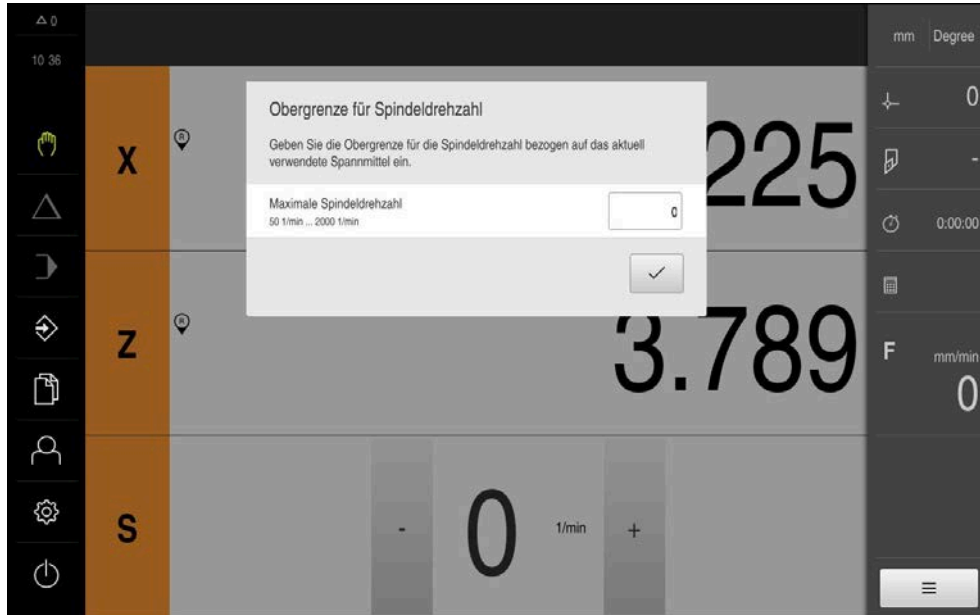 0
10 36
mm Degree
Obergrenze für Spindeldrehzahl
Geben Sie die Obergrenze für die Spindeldrehzahl bezogen auf das aktuell
verwendete Spannmittel ein.
Maximale Spindeldrehzahl
50 1/min ... 2000 1/min
0
X
R
225
Z
R
3.789
S
-
0
1/min
+
0
-
0:00:00
F
mm/min
0